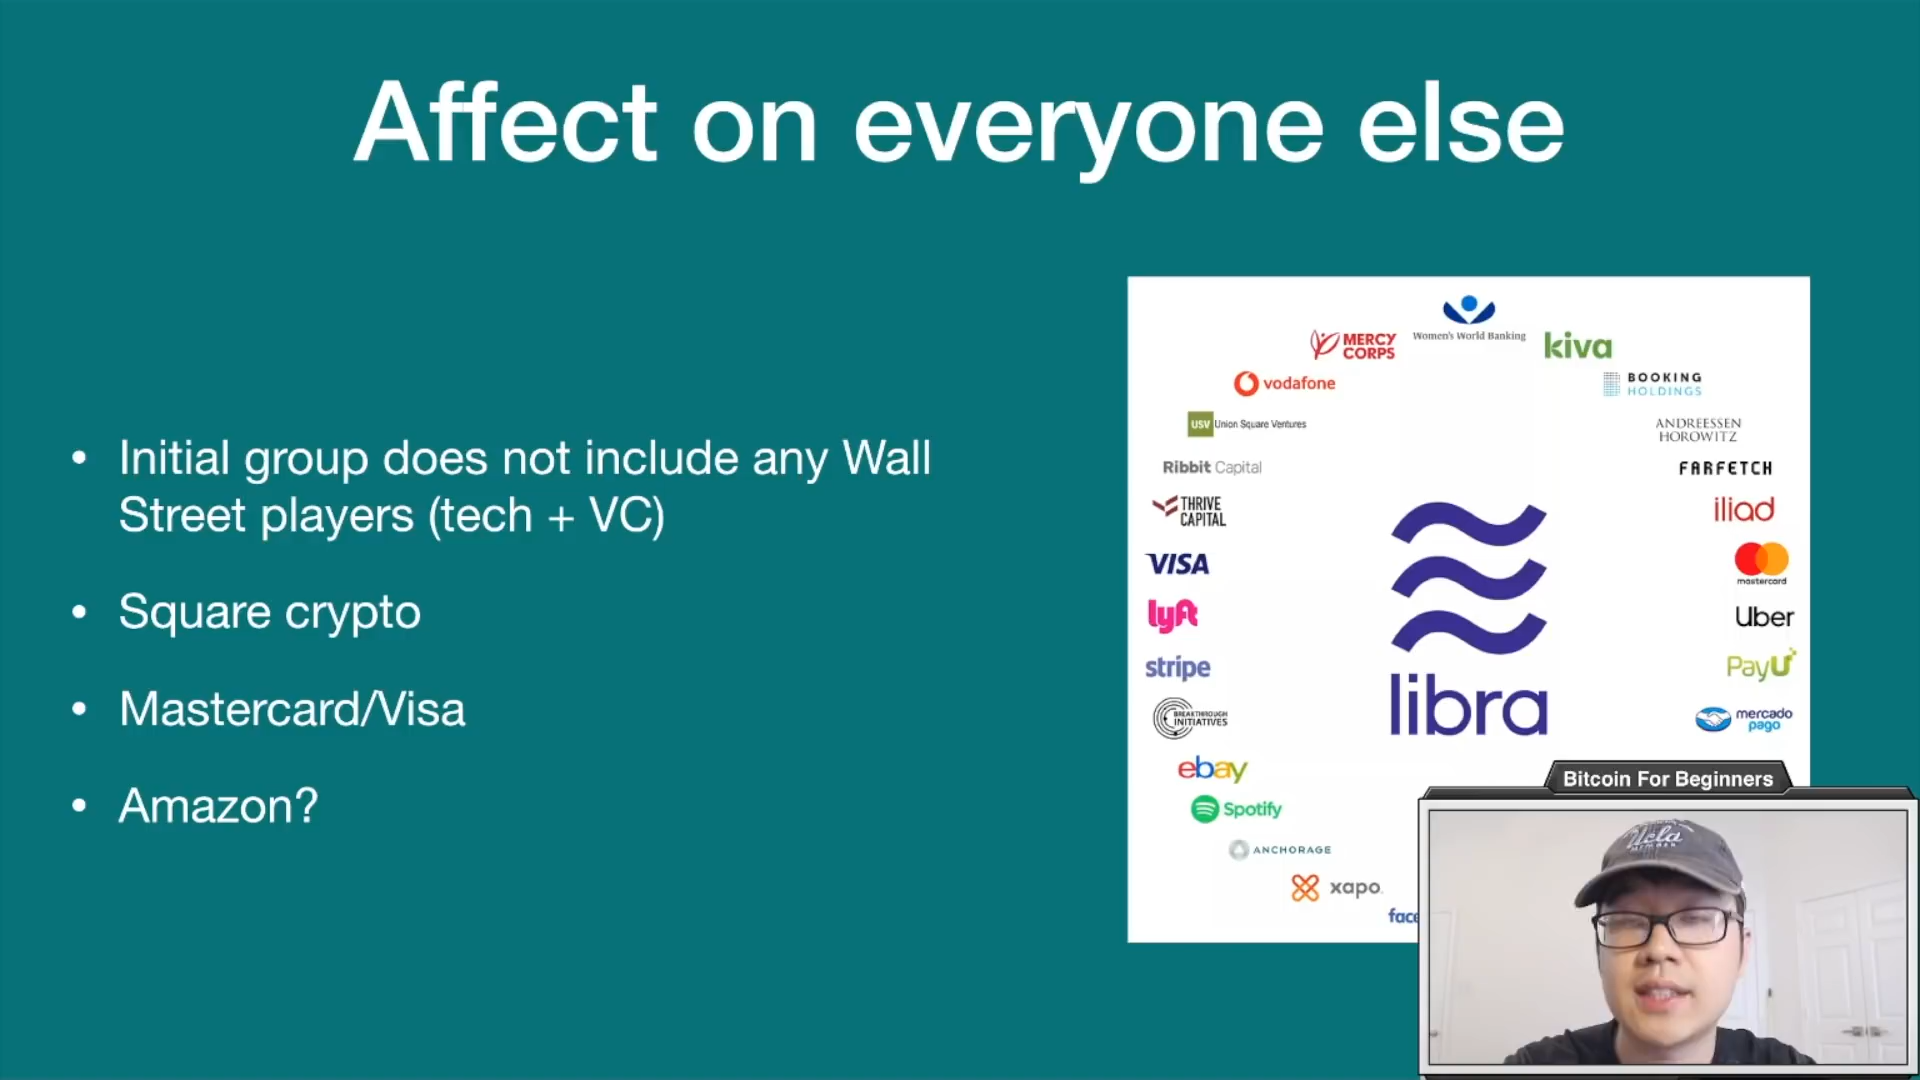 Affect on everyone else
• Initial group does not include any Wall
Street players (tech + VC)
• Square crypto
• Mastercard/Visa
• Amazon?
Women's World Banking
MERCY
CORPS
kiva
vodafone
BOOKING
HOLDINGS
USV Union Square Ventures
ANDREESSEN
HOROWITZ
Ribbit Capital
FARFETCH
THRIVE
CAPITAL
iliad
VISA
mastercard
lyft
Uber
stripe
PayU
BREAKTHROUGH
INITIATIVES
mercado
pago
libra
ebay
Spotify
ANCHORAGE
xapo
face
Bitcoin For Beginners
Ucla